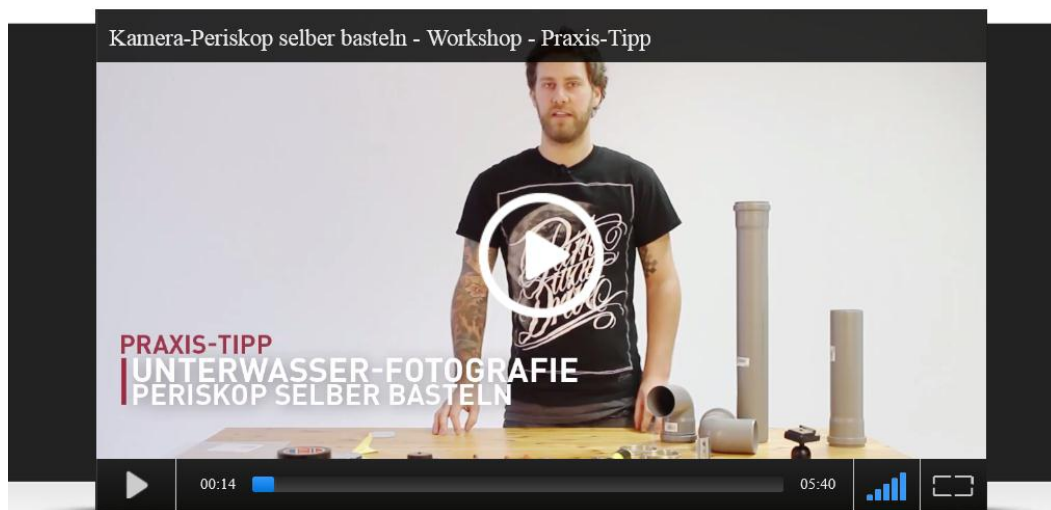 Kamera-Periskop selber basteln - Workshop - Praxis-Tipp
PRAXIS-TIPP
UNTERWASSER-FOTOGRAFIE
PERISKOP SELBER BASTELN
00:14
05:40